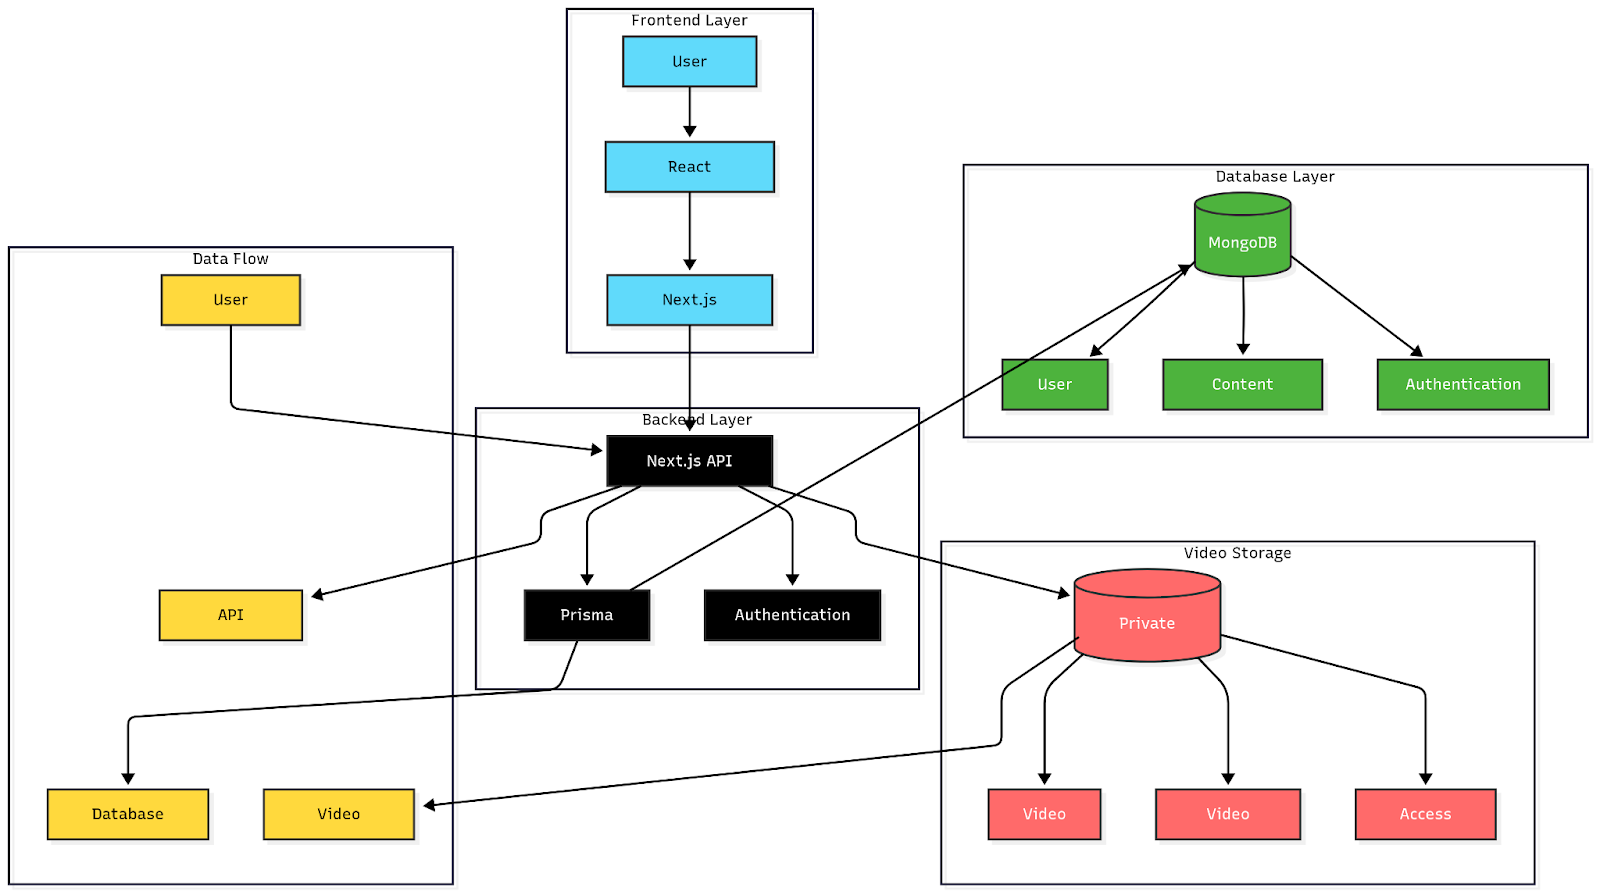 Frontend Layer
User
React
Next.js
Database Layer
MongoDB
User
Content
Authentication
Data Flow
User
API
Database
Video
Backend Layer
Next.js API
Prisma
Authentication
Video Storage
Private
Video
Video
Access